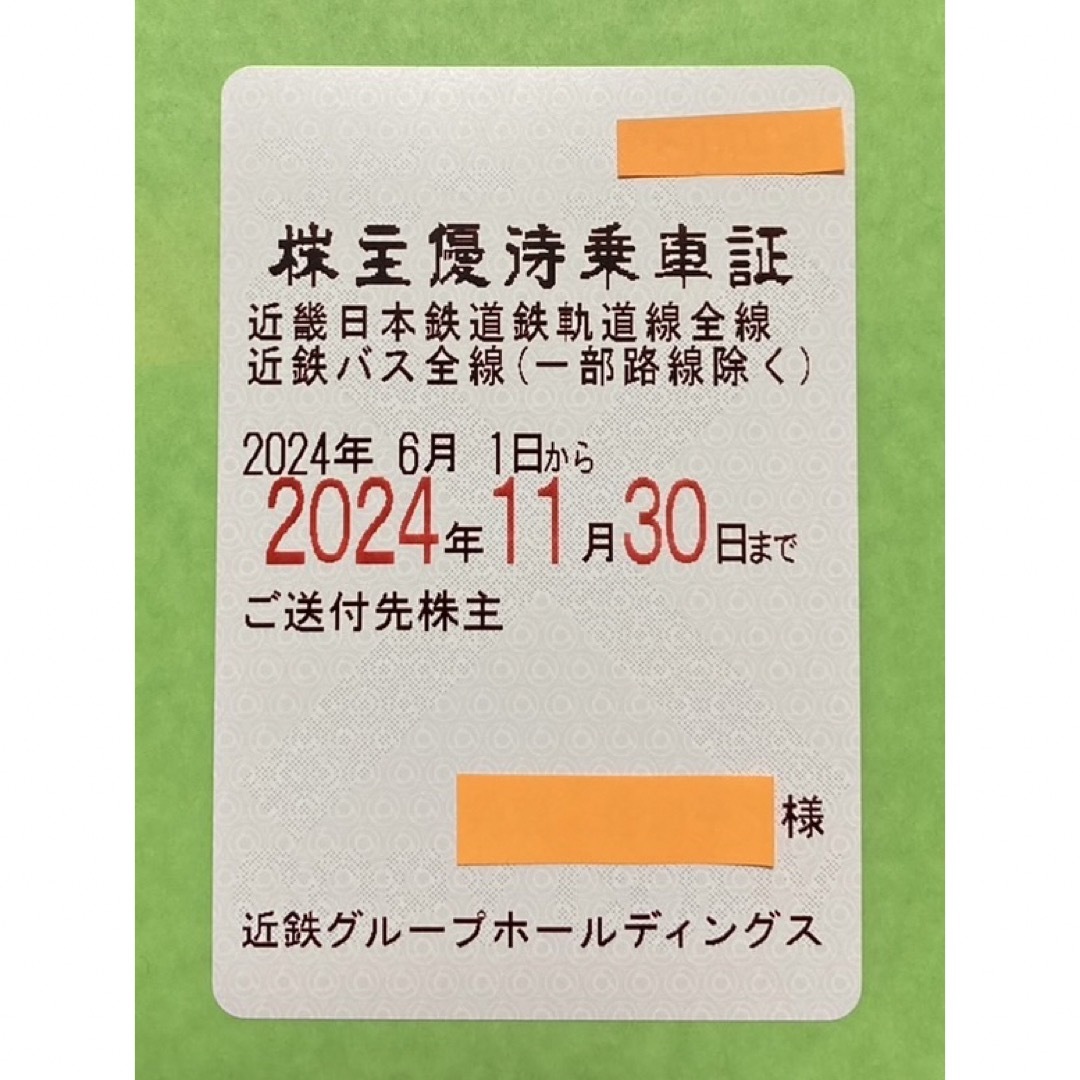 株主優待乗車証
近畿日本鉄道鉄軌道線全線
近鉄バス全線(一部路線除く)
2024年 6月 1日から
2024年11月30日まで
ご送付先株主
様
近鉄グループホールディングス